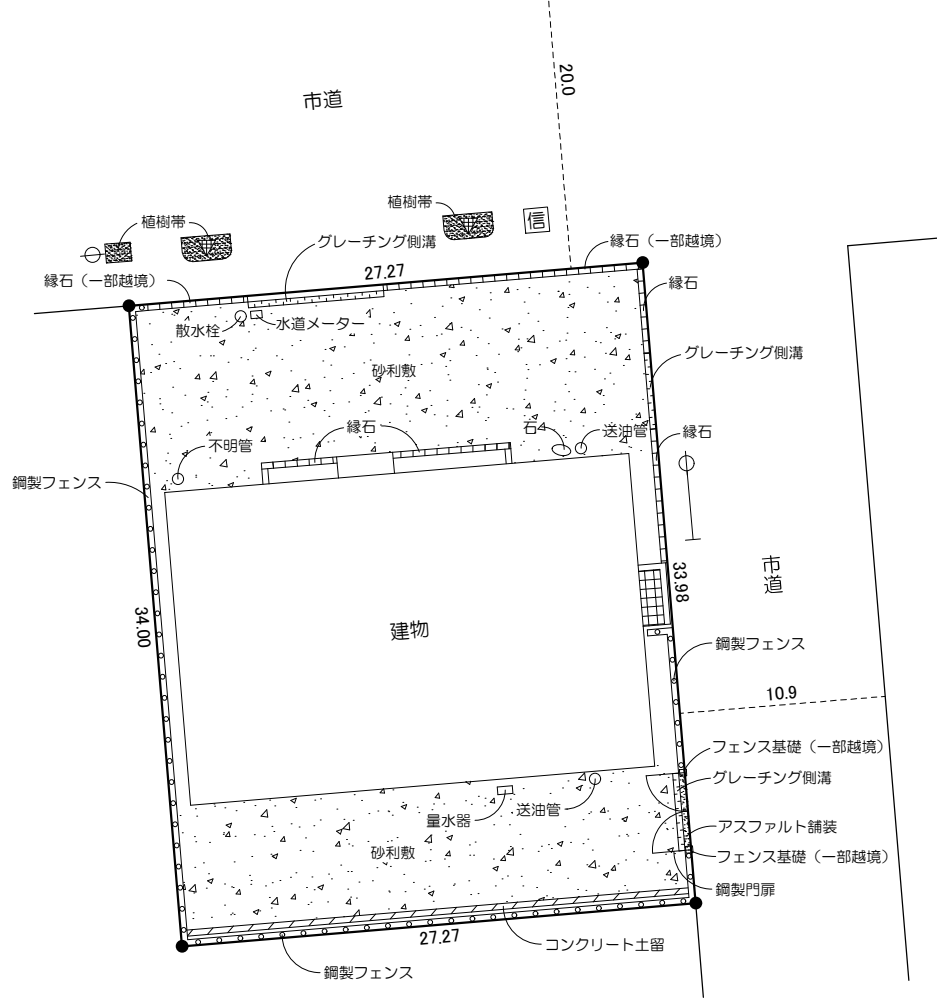 20.0
市道
植樹帯
植樹帯
信
グレーチング側溝
縁石（一部越境）
縁石（一部越境）
27.27
縁石
散水栓
水道メーター
グレーチング側溝
砂利敷
縁石
石
送油管
縁石
不明管
鋼製フェンス
市道
33.98
34.00
建物
鋼製フェンス
10.9
フェンス基礎（一部越境）
グレーチング側溝
量水器
送油管
アスファルト舗装
砂利敷
フェンス基礎（一部越境）
鋼製門扉
27.27
コンクリート土留
鋼製フェンス